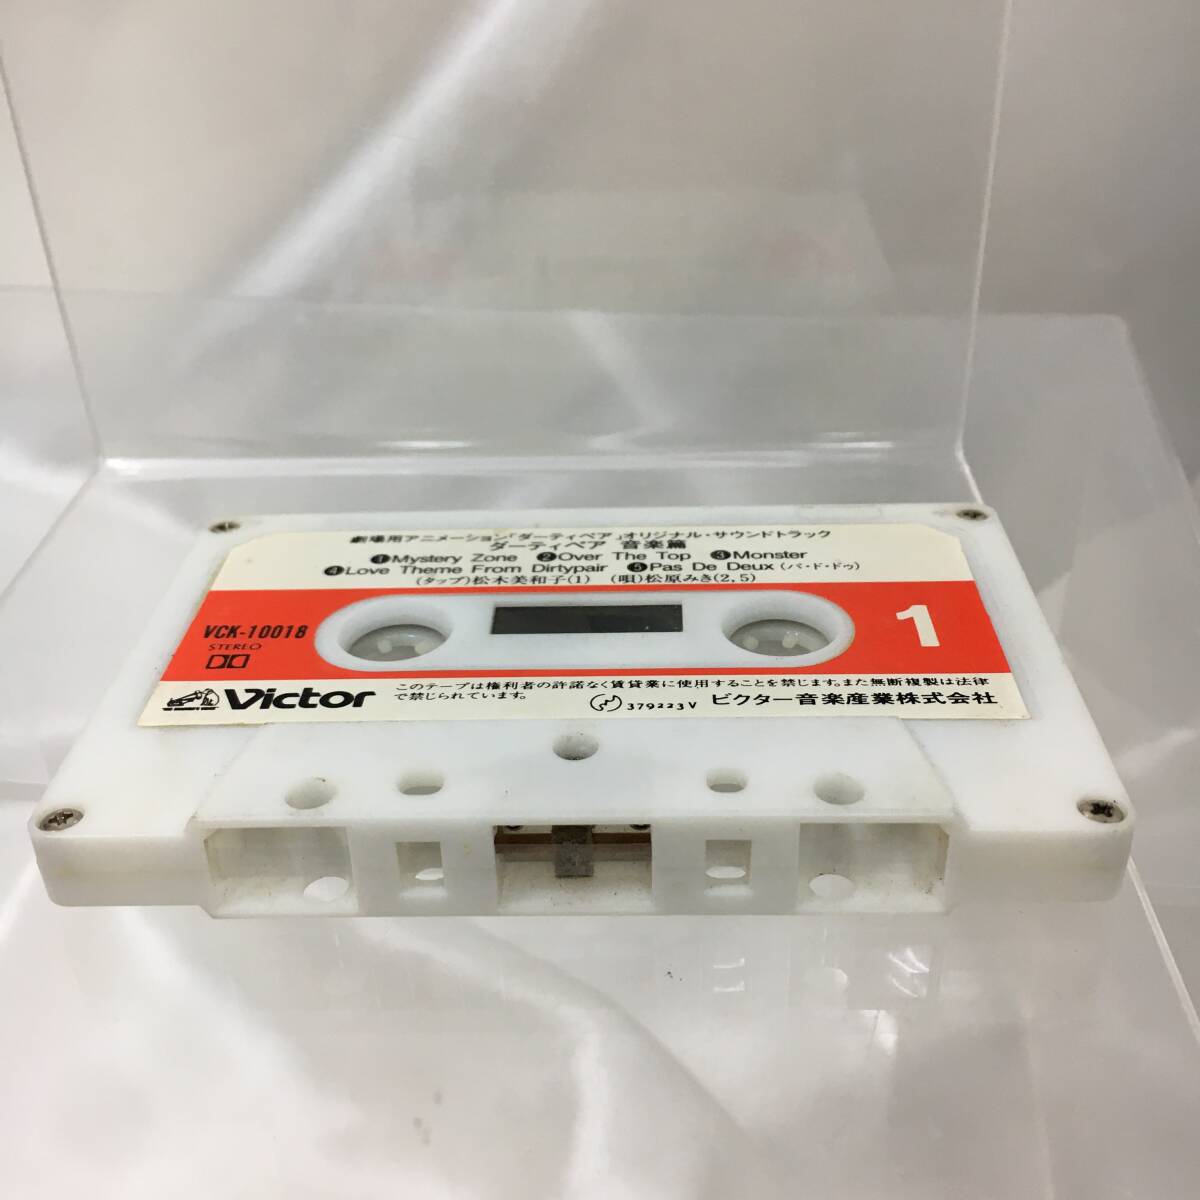 劇場用アニメーション「ダーティペア」オリジナル・サウンドトラック
ダーティペア 音楽篇
❶Mystery Zone ❷Over The Top ❸Monster
❹Love Theme From Dirtypair ❺Pas De Deux (パ・ド・ドゥ)
(タップ)松木美和子(1) (唄)松原みき(2,5)
VCK-10018
STEREO
1
Victor
このテープは権利者の許諾なく賃貸業に使用することを禁じます。また無断複製は法律
で禁じられています。
379223V ビクター音楽産業株式会社